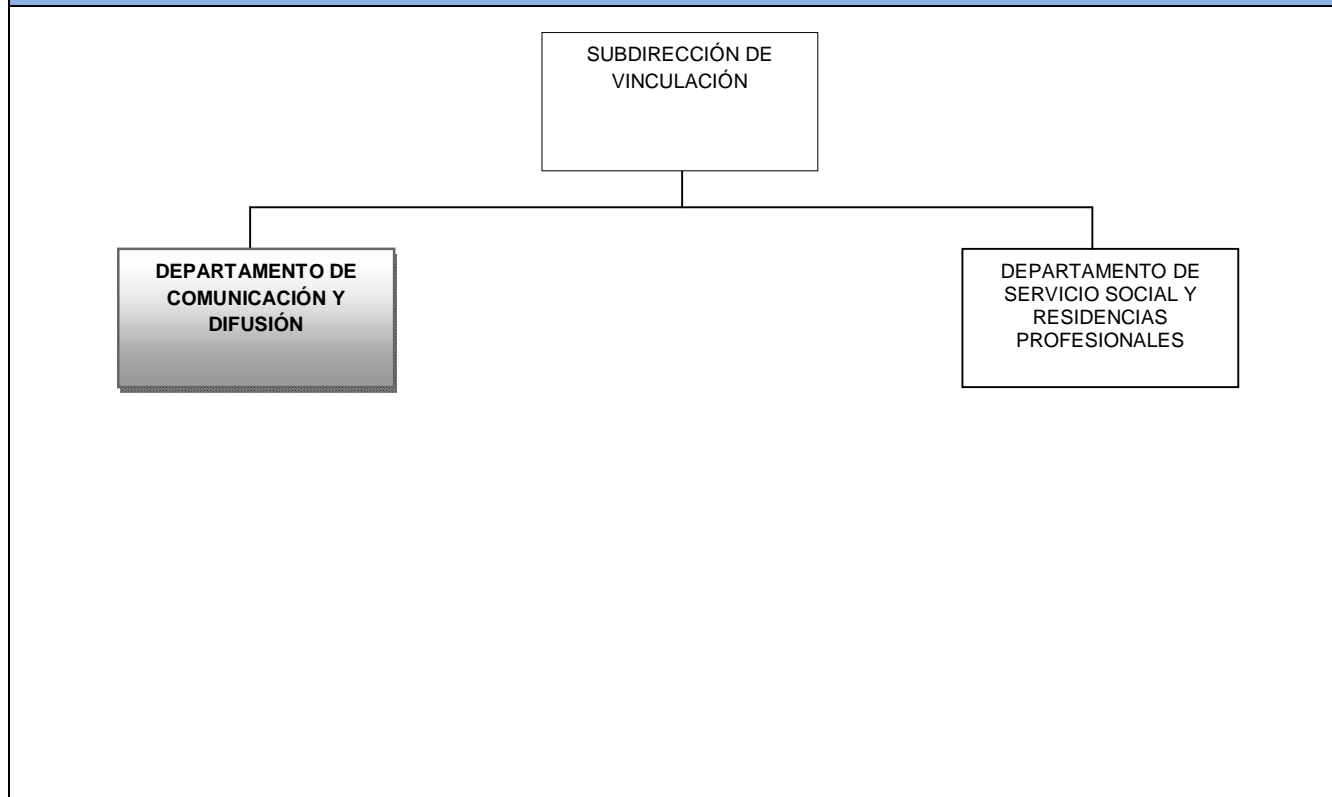 SUBDIRECCIÓN DE
VINCULACIÓN
DEPARTAMENTO DE
COMUNICACIÓN Y
DIFUSIÓN
DEPARTAMENTO DE
SERVICIO SOCIAL Y
RESIDENCIAS
PROFESIONALES